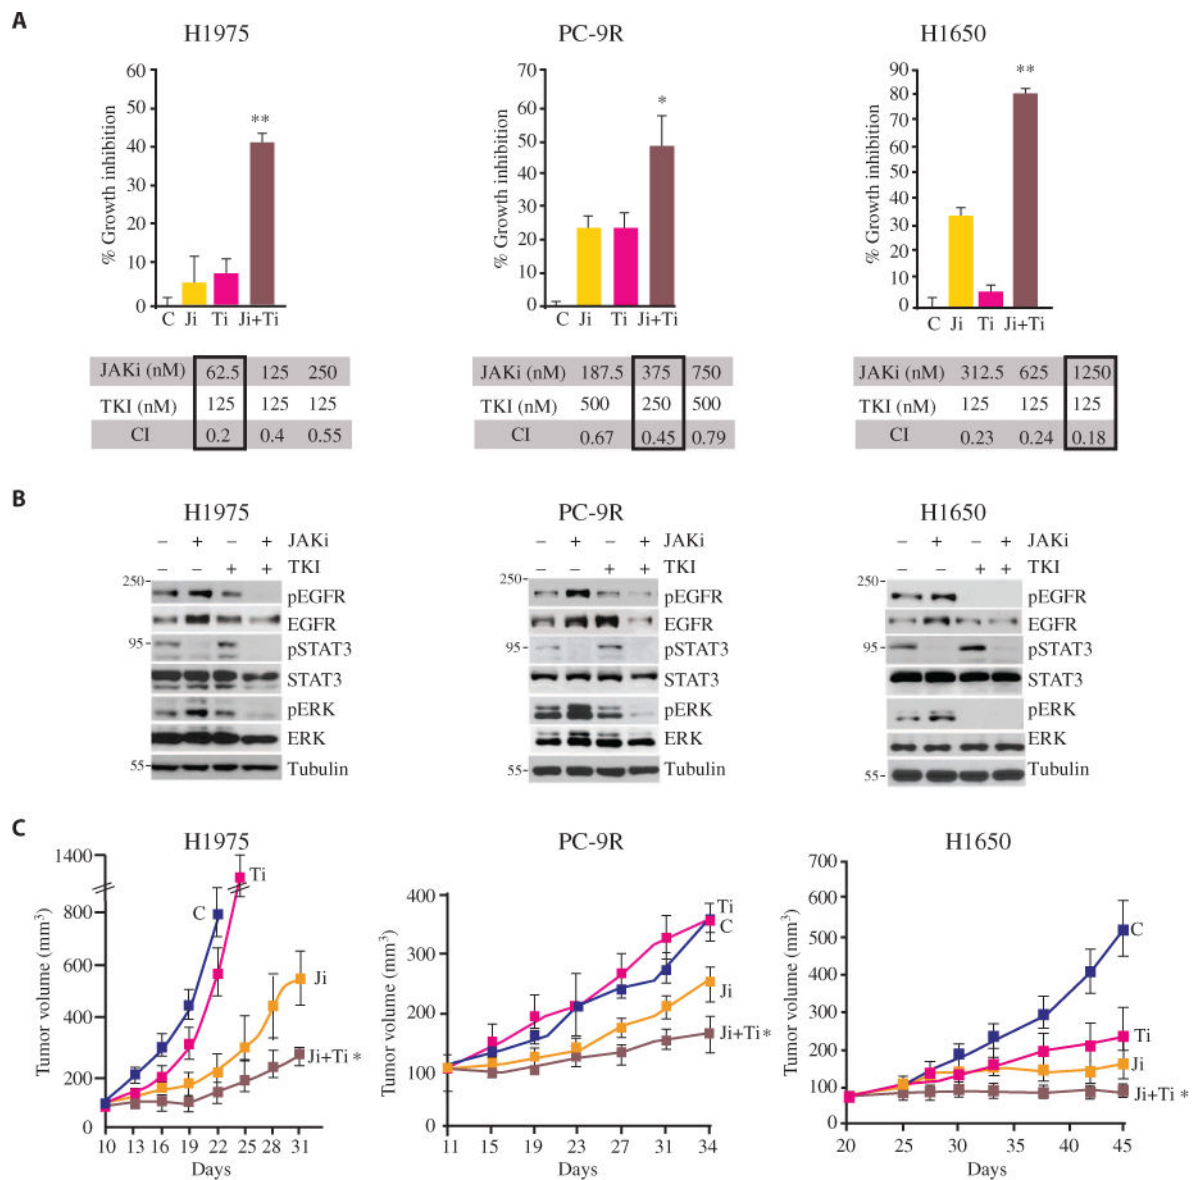 A
H1975
PC-9R
H1650
% Growth inhibition
60
50
40
30
20
10
0
C Ji Ti Ji+Ti
**
% Growth inhibition
70
60
50
40
30
20
10
0
C Ji Ti Ji+Ti
*
% Growth inhibition
90
80
70
60
50
40
30
20
10
0
C Ji Ti Ji+Ti
**
JAKi (nM) 62.5 125 250
TKI (nM) 125 125 125
CI 0.2 0.4 0.55
JAKi (nM) 187.5 375 750
TKI (nM) 500 250 500
CI 0.67 0.45 0.79
JAKi (nM) 312.5 625 1250
TKI (nM) 125 125 125
CI 0.23 0.24 0.18
B
H1975
– + – + JAKi
– – + + TKI
250- pEGFR
EGFR
95- pSTAT3
STAT3
pERK
ERK
55- Tubulin
PC-9R
– + – + JAKi
– – + + TKI
250- pEGFR
EGFR
95- pSTAT3
STAT3
pERK
ERK
55- Tubulin
H1650
– + – + JAKi
– – + + TKI
250- pEGFR
EGFR
95- pSTAT3
STAT3
pERK
ERK
55- Tubulin
C
H1975
Tumor volume (mm³)
1400
800
600
400
200
0
10 13 16 19 22 25 28 31
Days
C
Ti
Ji
Ji+Ti *
PC-9R
Tumor volume (mm³)
400
300
200
100
0
11 15 19 23 27 31 34
Days
Ti
C
Ji
Ji+Ti *
H1650
Tumor volume (mm³)
700
600
500
400
300
200
100
0
20 25 30 35 40 45
Days
C
Ti
Ji
Ji+Ti *